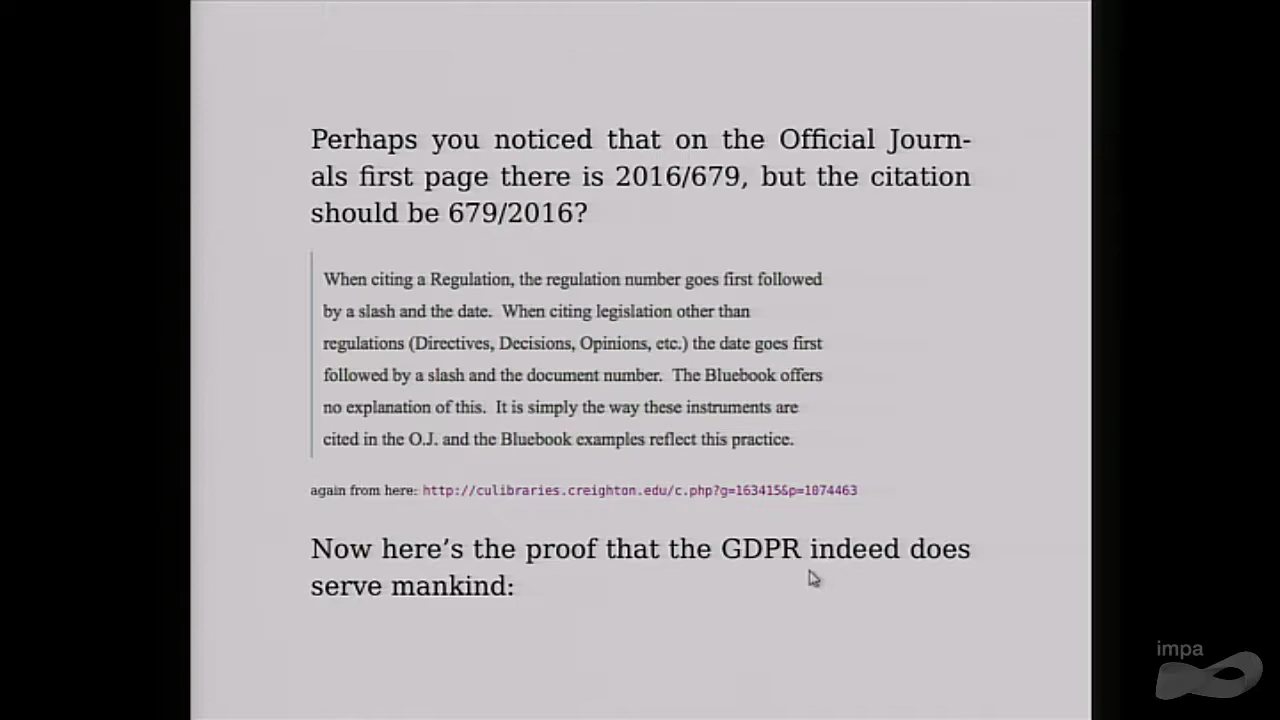 Perhaps you noticed that on the Official Journ-
als first page there is 2016/679, but the citation
should be 679/2016?
When citing a Regulation, the regulation number goes first followed
by a slash and the date. When citing legislation other than
regulations (Directives, Decisions, Opinions, etc.) the date goes first
followed by a slash and the document number. The Bluebook offers
no explanation of this. It is simply the way these instruments are
cited in the O.J. and the Bluebook examples reflect this practice.
again from here: http://culibraries.creighton.edu/c.php?g=163415&p=1074463
Now here’s the proof that the GDPR indeed does
serve mankind:
impa